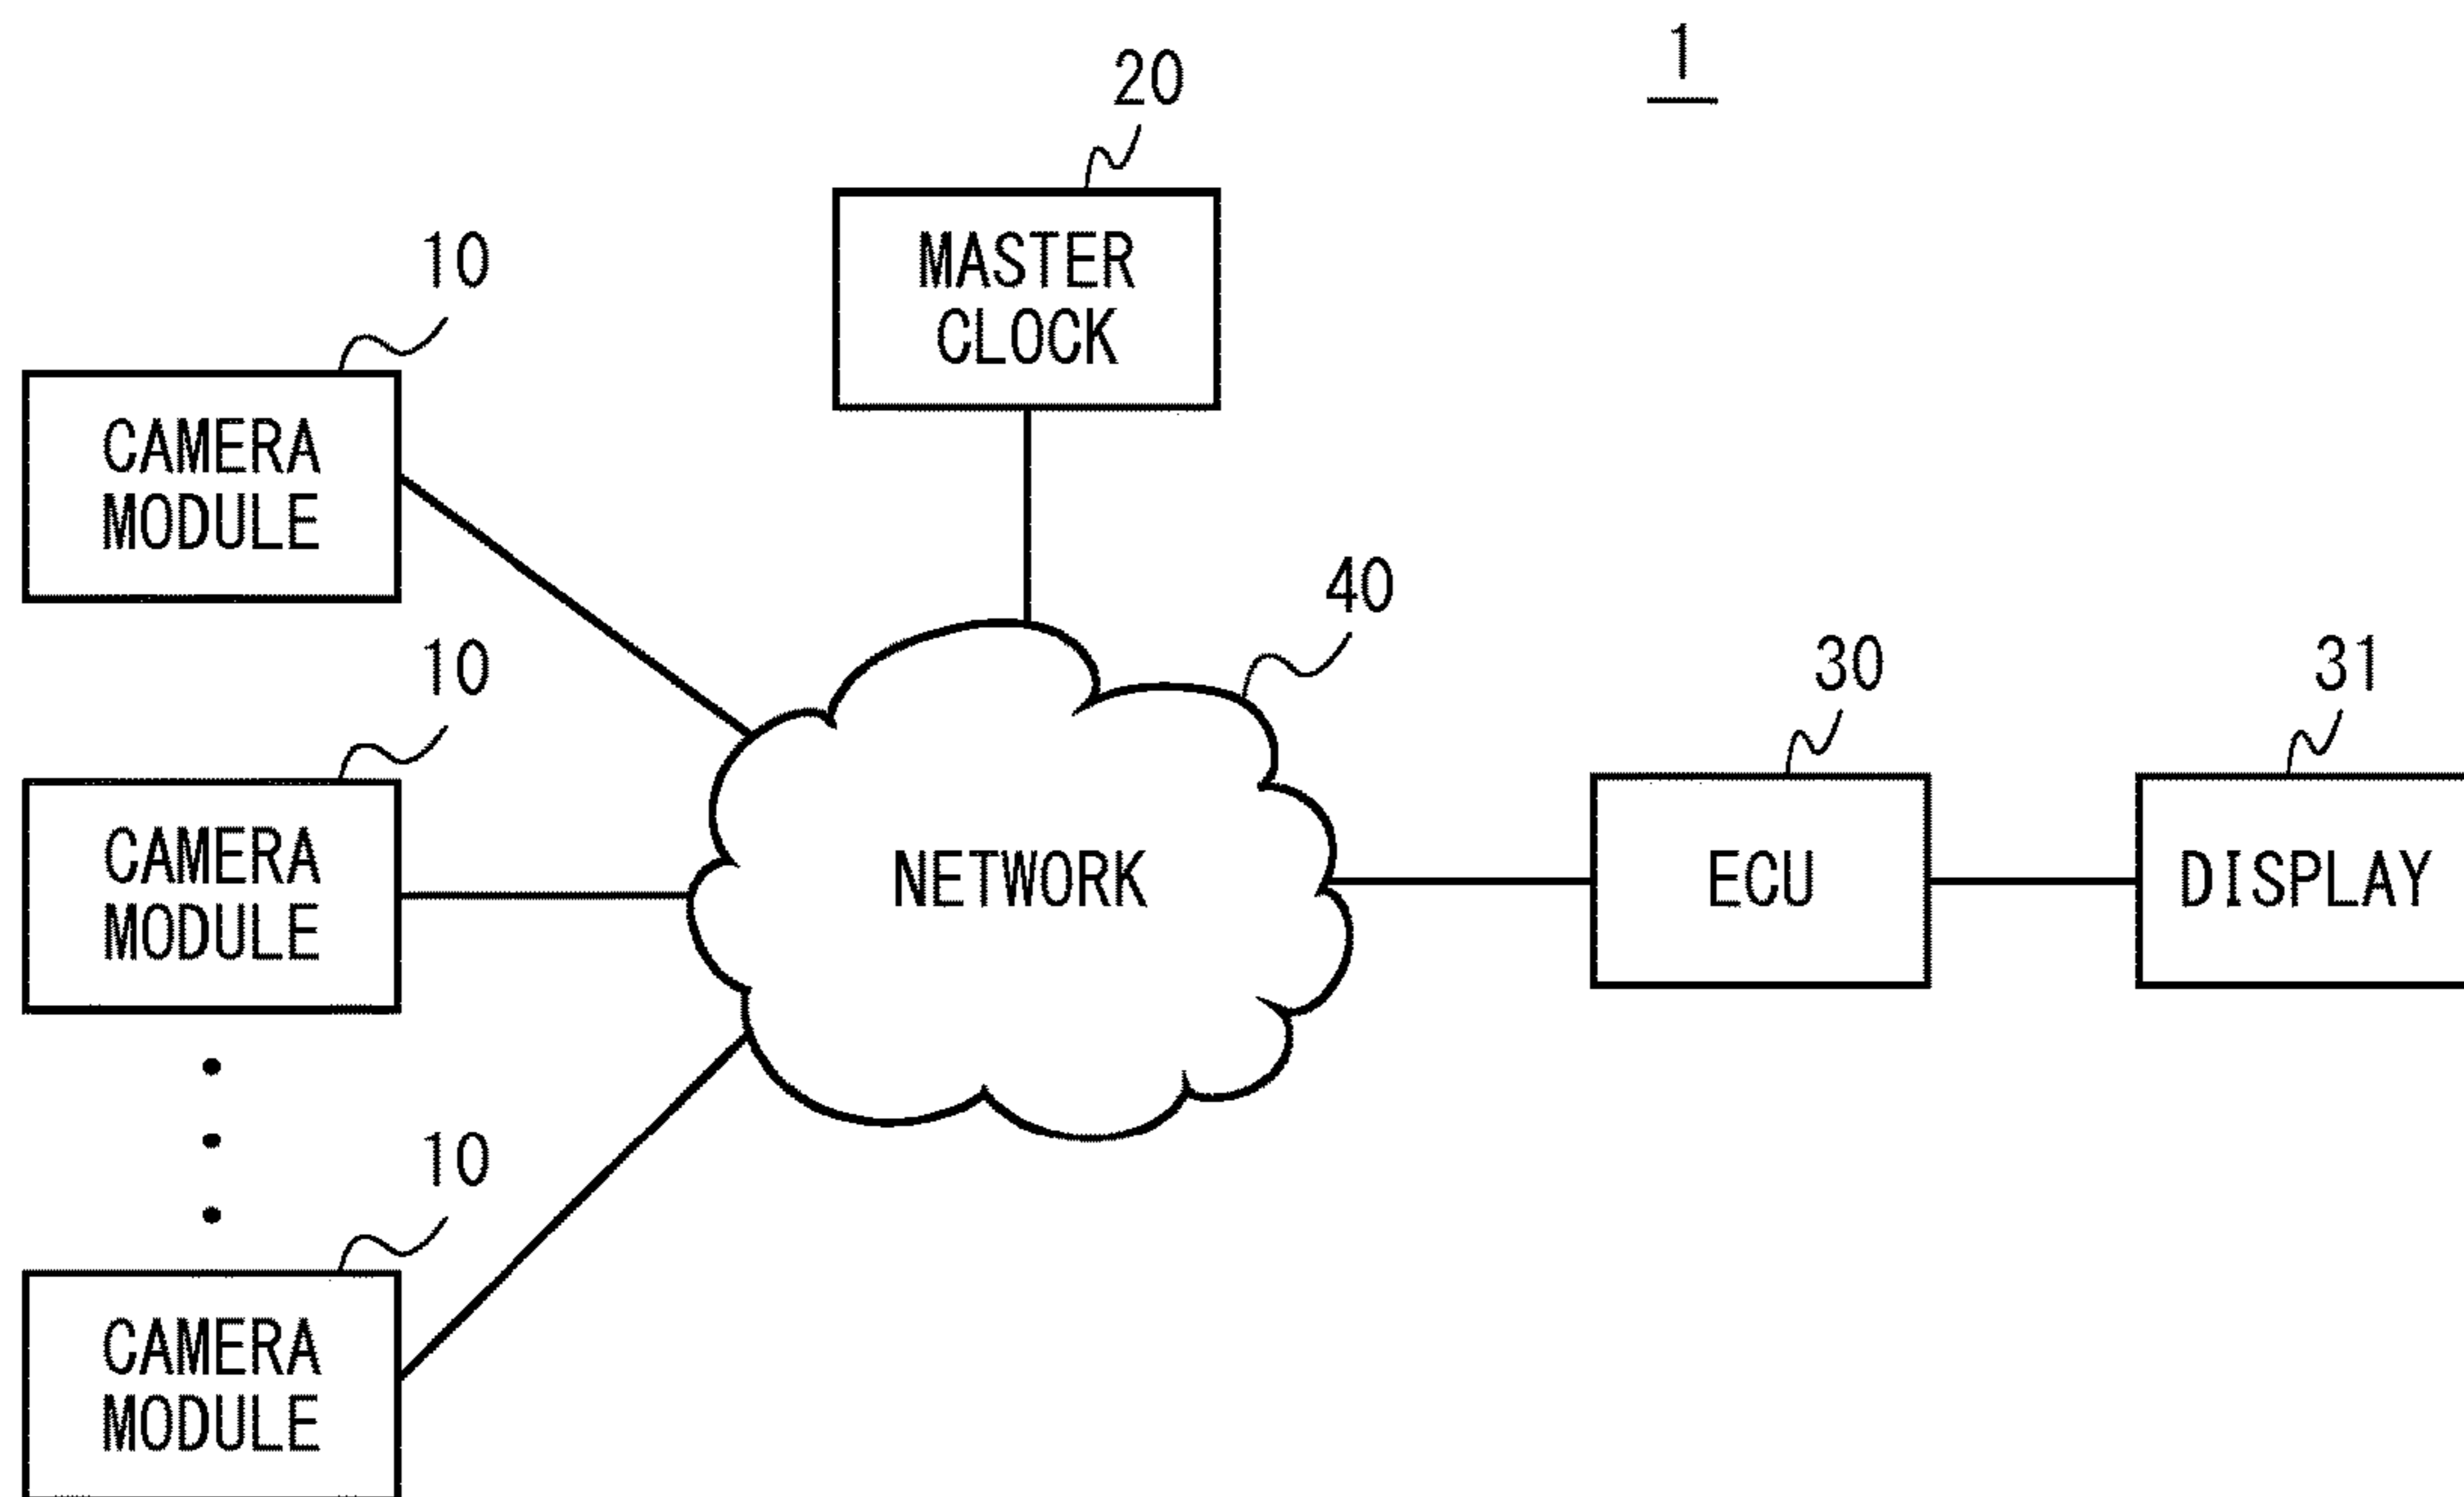 1
20
MASTER
CLOCK
10
CAMERA
MODULE
40
10
CAMERA
MODULE
NETWORK
30
ECU
31
DISPLAY
10
CAMERA
MODULE